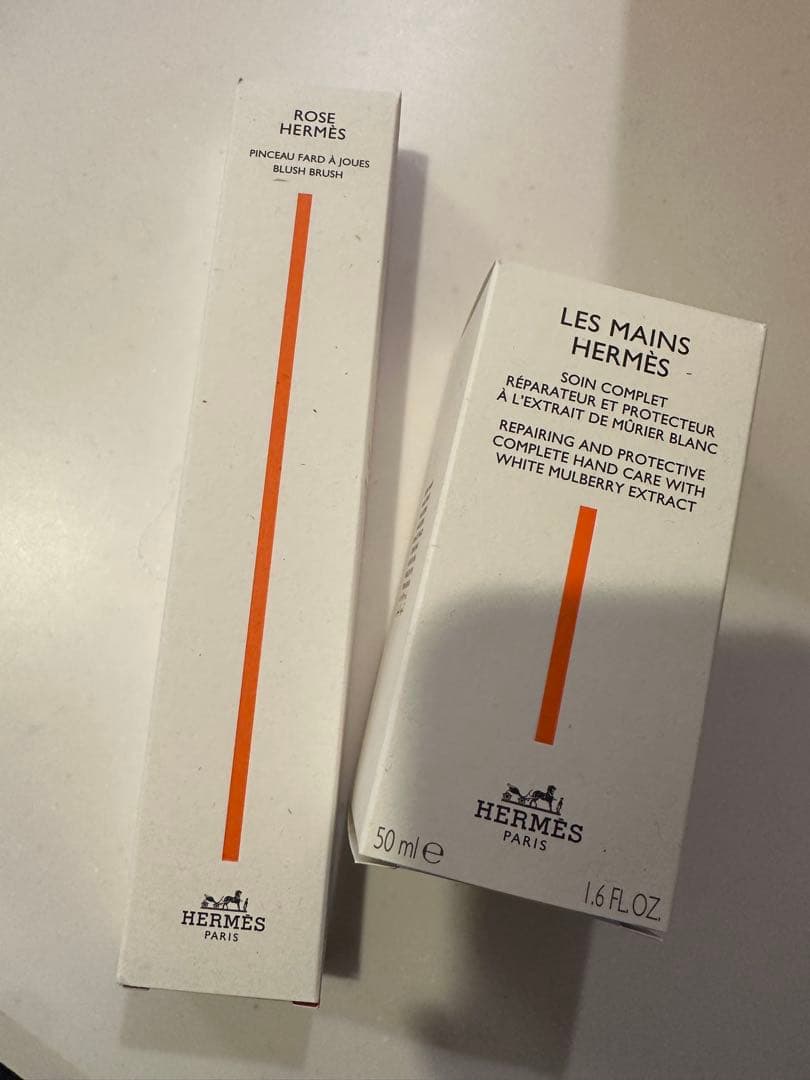 ROSE
HERMÈS
PINCEAU FARD À JOUES
BLUSH BRUSH
HERMÈS
PARIS
LES MAINS
HERMÈS
SOIN COMPLET
RÉPARATEUR ET PROTECTEUR
À L'EXTRAIT DE MÛRIER BLANC
REPAIRING AND PROTECTIVE
COMPLETE HAND CARE WITH
WHITE MULBERRY EXTRACT
HERMÈS
PARIS
50 ml ℮
1.6 FL.OZ.